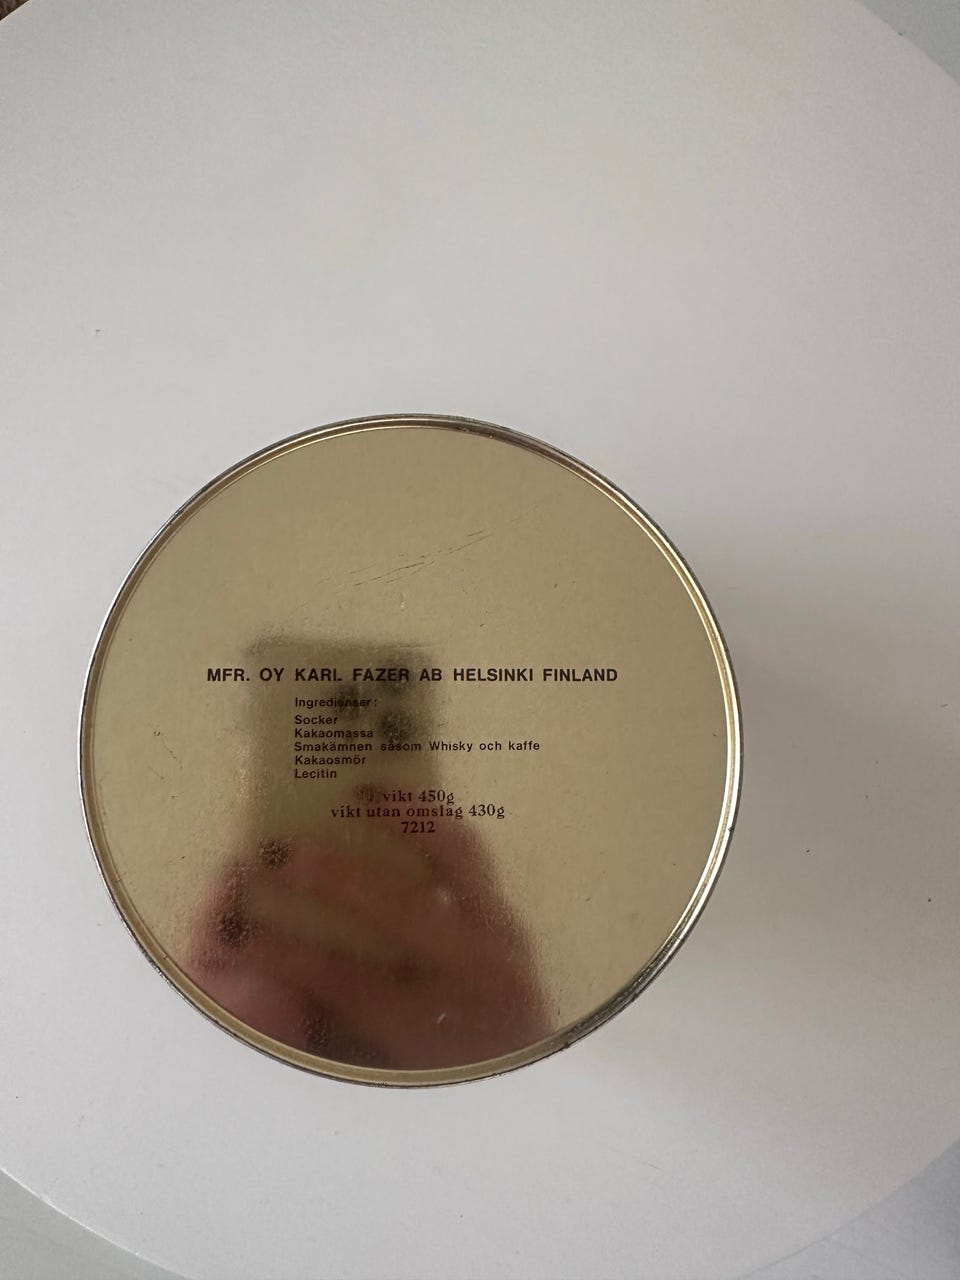 MFR. OY KARL FAZER AB HELSINKI FINLAND
Ingredienser:
Socker
Kakaomassa
Smakämnen såsom Whisky och kaffe
Kakaosmör
Lecitin
vikt 450g
vikt utan omslag 430g
7212